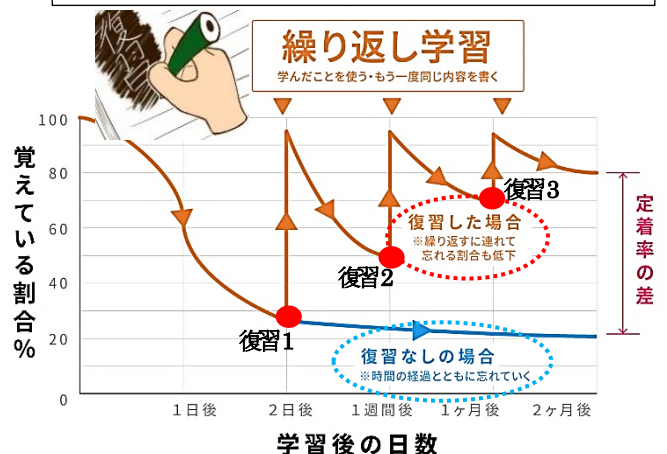 復習
繰り返し学習
学んだことを使う・もう一度同じ内容を書く
覚えている割合%
100
80
60
40
20
0
復習1
復習2
復習3
復習した場合
※繰り返すに連れて
忘れる割合も低下
復習なしの場合
※時間の経過とともに忘れていく
定着率の差
1日後
2日後
1週間後
1ヶ月後
2ヶ月後
学習後の日数